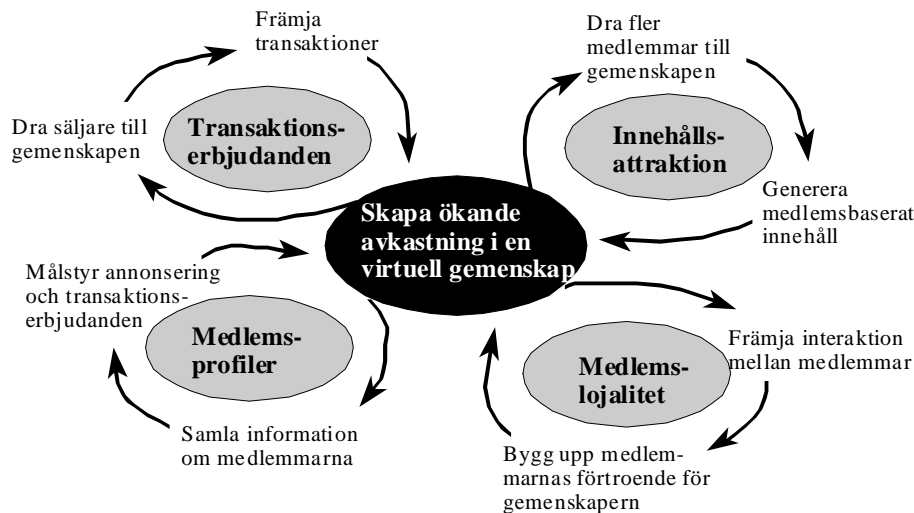 Främja
transaktioner
Dra säljare till
gemenskapen
Transaktions-
erbjudanden
Dra fler
medlemmar till
gemenskapen
Innehålls-
attraktion
Generera
medlemsbaserat
innehåll
Skapa ökande
avkastning i en
virtuell gemenskap
Målstyr annonsering
och transaktions-
erbjudanden
Medlems-
profiler
Samla information
om medlemmarna
Främja interaktion
mellan medlemmar
Medlems-
lojalitet
Bygg upp medlem-
marnas förtroende för
gemenskapern